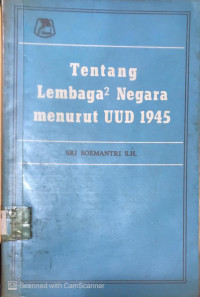 Tentang
Lembaga² Negara
menurut UUD 1945
SRI SOEMANTRI S.H.
Scanned with CamScanner